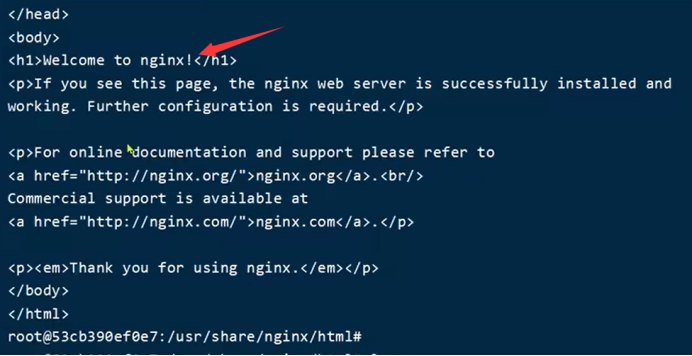 </head>
<body>
<h1>Welcome to nginx!</h1>
<p>If you see this page, the nginx web server is successfully installed and
working. Further configuration is required.</p>
<p>For online documentation and support please refer to
<a href="http://nginx.org/">nginx.org</a>.<br/>
Commercial support is available at
<a href="http://nginx.com/">nginx.com</a>.</p>
<p><em>Thank you for using nginx.</em></p>
</body>
</html>
root@53cb390ef0e7:/usr/share/nginx/html#